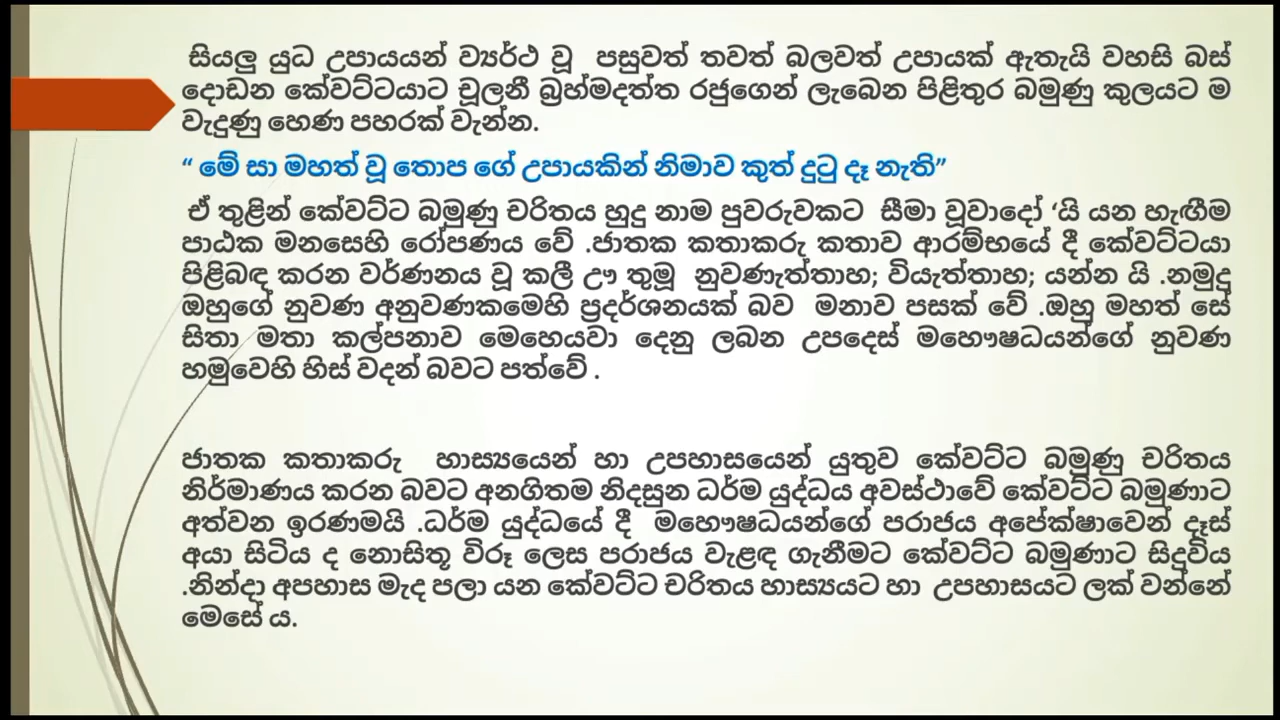 සියලු යුධ උපායයන් ව්‍යර්ථ වූ පසුවත් තවත් බලවත් උපායක් ඇතැයි වහසි බස්
දොඩන කේවට්ටයාට චූලනී බ්‍රහ්මදත්ත රජුගෙන් ලැබෙන පිළිතුර බමුණු කුලයට ම
වැදුණු හෙණ පහරක් වැන්න.
“ මේ සා මහත් වූ තොප ගේ උපායකින් නිමාව කුත් දුටු දෑ නැති”
ඒ තුළින් කේවට්ට බමුණු චරිතය හුදු නාම පුවරුවකට සීමා වූවාදෝ ‘යි යන හැඟීම
පාඨක මනසෙහි රෝපණය වේ .ජාතක කතාකරු කතාව ආරම්භයේ දී කේවට්ටයා
පිළිබඳ කරන වර්ණනය වූ කලී ඌ තුමූ නුවණැත්තාහ; වියැත්තාහ; යන්න යි .නමුදු
ඔහුගේ නුවණ අනුවණකමෙහි ප්‍රදර්ශනයක් බව මනාව පසක් වේ .ඔහු මහත් සේ
සිතා මතා කල්පනාව මෙහෙයවා දෙනු ලබන උපදෙස් මහෞෂධයන්ගේ නුවණ
හමුවෙහි හිස් වදන් බවට පත්වේ .
ජාතක කතාකරු හාස්‍යයෙන් හා උපහාසයෙන් යුතුව කේවට්ට බමුණු චරිතය
නිර්මාණය කරන බවට අනගිතම නිදසුන ධර්ම යුද්ධය අවස්ථාවේ කේවට්ට බමුණාට
අත්වන ඉරණමයි .ධර්ම යුද්ධයේ දී මහෞෂධයන්ගේ පරාජය අපේක්ෂාවෙන් දෑස්
අයා සිටිය ද නොසිතූ විරූ ලෙස පරාජය වැළඳ ගැනීමට කේවට්ට බමුණාට සිදුවිය
.නින්දා අපහාස මැද පලා යන කේවට්ට චරිතය හාස්‍යයට හා උපහාසයට ලක් වන්නේ
මෙසේ ය.